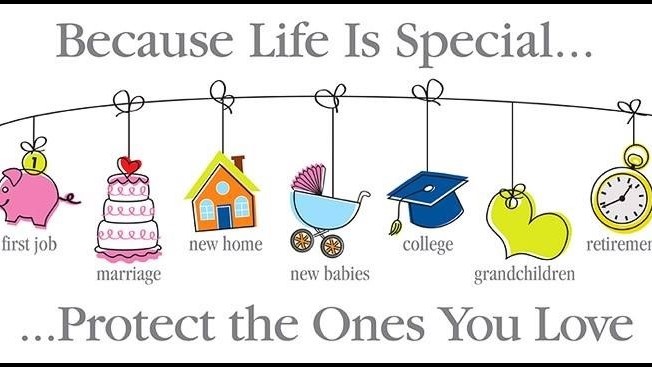 Because Life Is Special...
1
first job
marriage
new home
new babies
college
grandchildren
retiremen
...Protect the Ones You Love